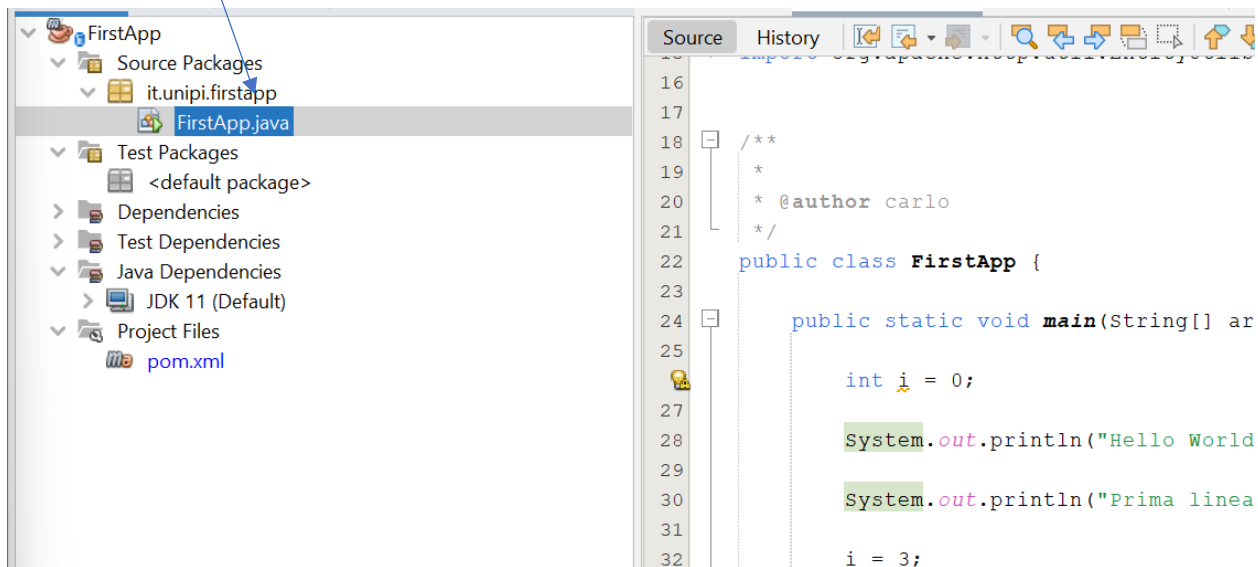 FirstApp
Source Packages
it.unipi.firstapp
FirstApp.java
Test Packages
<default package>
Dependencies
Test Dependencies
Java Dependencies
JDK 11 (Default)
Project Files
pom.xml
Source History
16
17
18 /**
19 *
20 * @author carlo
21 */
22 public class FirstApp {
23
24 public static void main(String[] ar
25
int i = 0;
27
28 System.out.println("Hello World
29
30 System.out.println("Prima linea
31
32 i = 3;